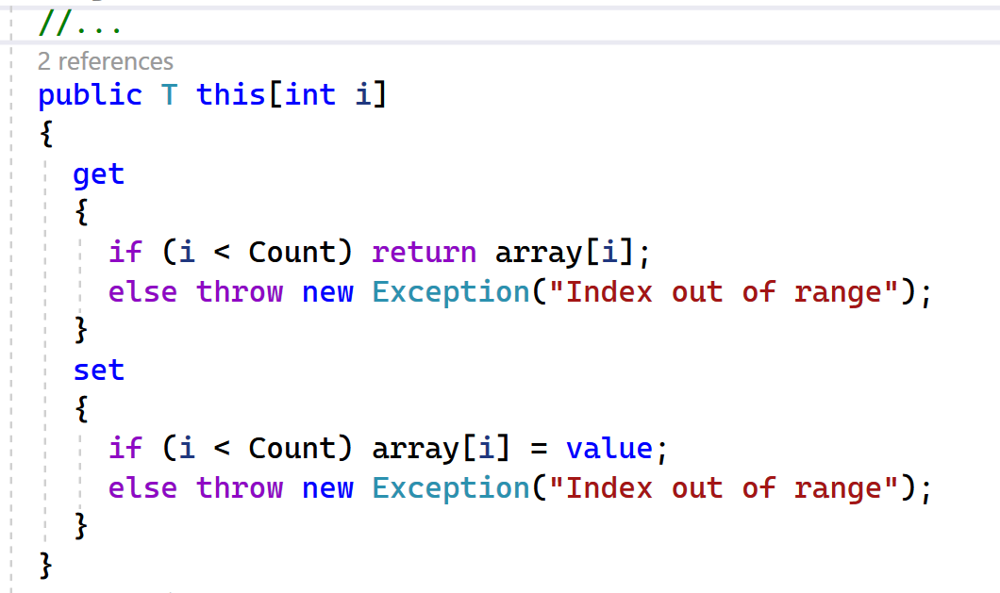 //...
2 references
public T this[int i]
{
get
{
if (i < Count) return array[i];
else throw new Exception("Index out of range");
}
set
{
if (i < Count) array[i] = value;
else throw new Exception("Index out of range");
}
}